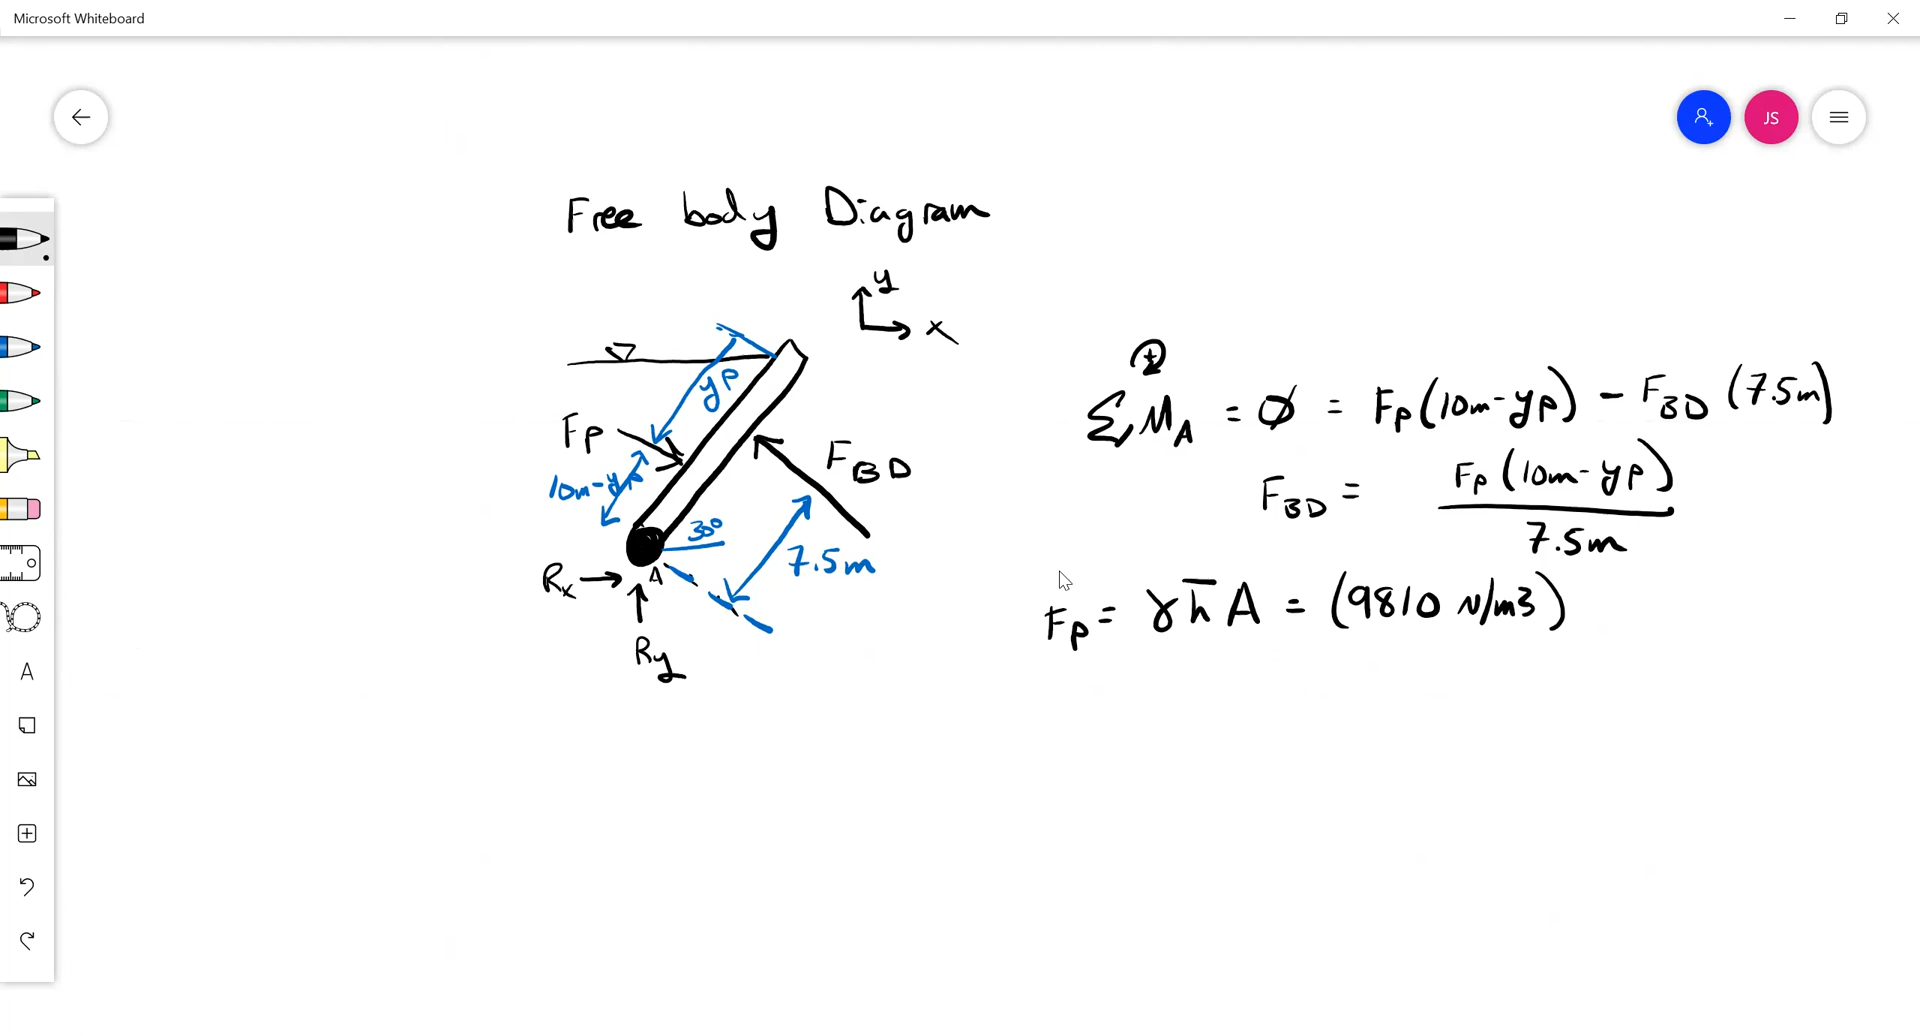 Microsoft Whiteboard
JS
Free body Diagram
y
x
yp
Fp
10m-yp
FBD
30°
7.5m
Rx
A
Ry
+
ΣMA = Ø = Fp(10m-yp) - FBD(7.5m)
FBD = Fp(10m-yp)
7.5m
Fp = γh̄A = (9810 N/m3)
A